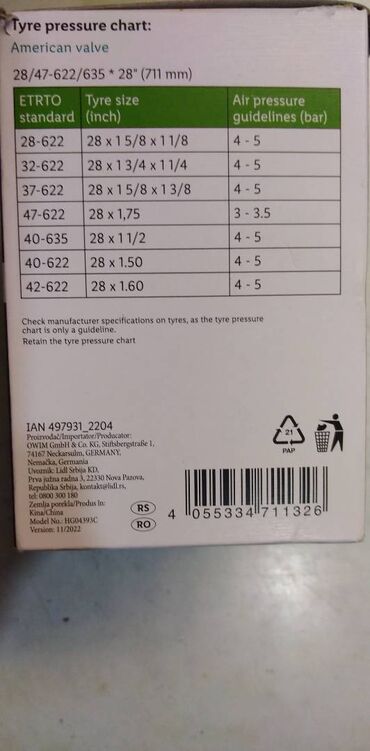 Tyre pressure chart:
American valve
28/47-622/635 * 28" (711 mm)
ETRTO standard Tyre size (inch) Air pressure guidelines (bar)
28-622 28 x 1 5/8 x 1 1/8 4 - 5
32-622 28 x 1 3/4 x 1 1/4 4 - 5
37-622 28 x 1 5/8 x 1 3/8 4 - 5
47-622 28 x 1,75 3 - 3.5
40-635 28 x 1 1/2 4 - 5
40-622 28 x 1.50 4 - 5
42-622 28 x 1.60 4 - 5
Check manufacturer specifications on tyres, as the tyre pressure
chart is only a guideline.
Retain the tyre pressure chart
IAN 497931_2204
Proizvođač/Importator/Producator:
OWIM GmbH & Co. KG, Stiftsbergstraße 1,
74167 Neckarsulm, GERMANY,
Nemačka, Germania
Uvoznik: Lidl Srbija KD,
Prva južna radna 3, 22330 Nova Pazova,
Republika Srbija, kontakt@lidl.rs,
tel: 0800 300 180
Zemlja porekla/Produs în:
Kina/China
Model No.: HG04393C
Version: 11/2022
RS
RO
21
PAP
4 055334 711326